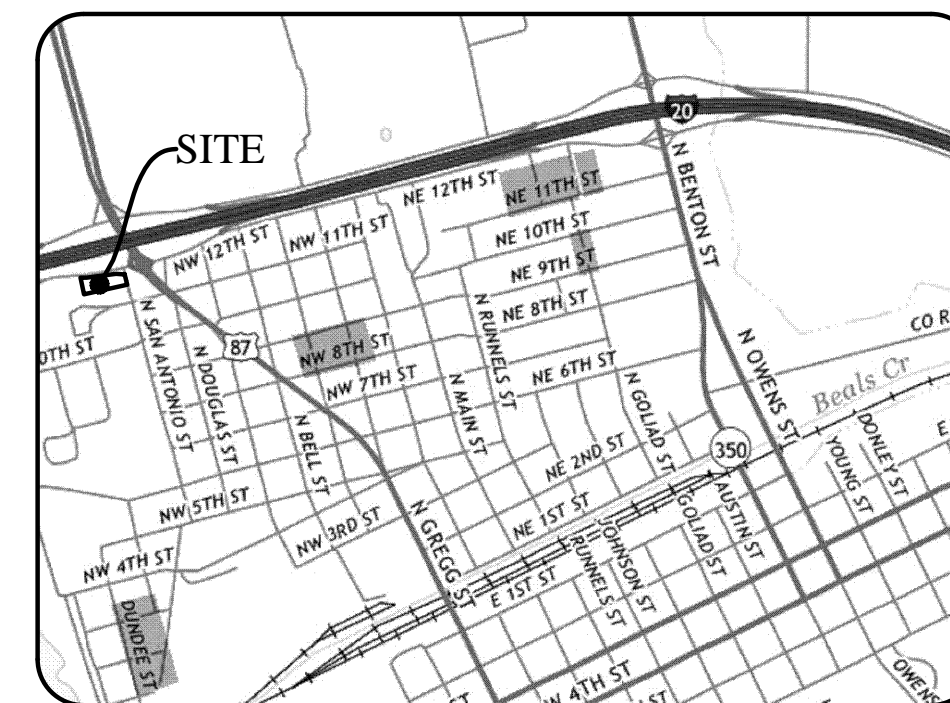 20
SITE
N BENTON ST
NE 12TH ST
NE 11TH ST
NW 12TH ST
NW 11TH ST
NE 10TH ST
NE 9TH ST
NE 8TH ST
N SAN ANTONIO ST
N RUNNELS ST
CO R
87
0TH ST
NW 8TH ST
N DOUGLAS ST
NW 7TH ST
NE 6TH ST
N OWENS ST
Beals Cr
N MAIN ST
N GOLIAD ST
N BELL ST
350
DONLEY ST
YOUNG ST
E
NE 2ND ST
NW 5TH ST
NE 1ST ST
NW 3RD ST
N GREGG ST
AUSTIN ST
GOLIAD ST
JOHNSON ST
RUNNELS ST
NW 4TH ST
E 1ST ST
DUNDEE ST
W 4TH ST
OWENS
ST
ST